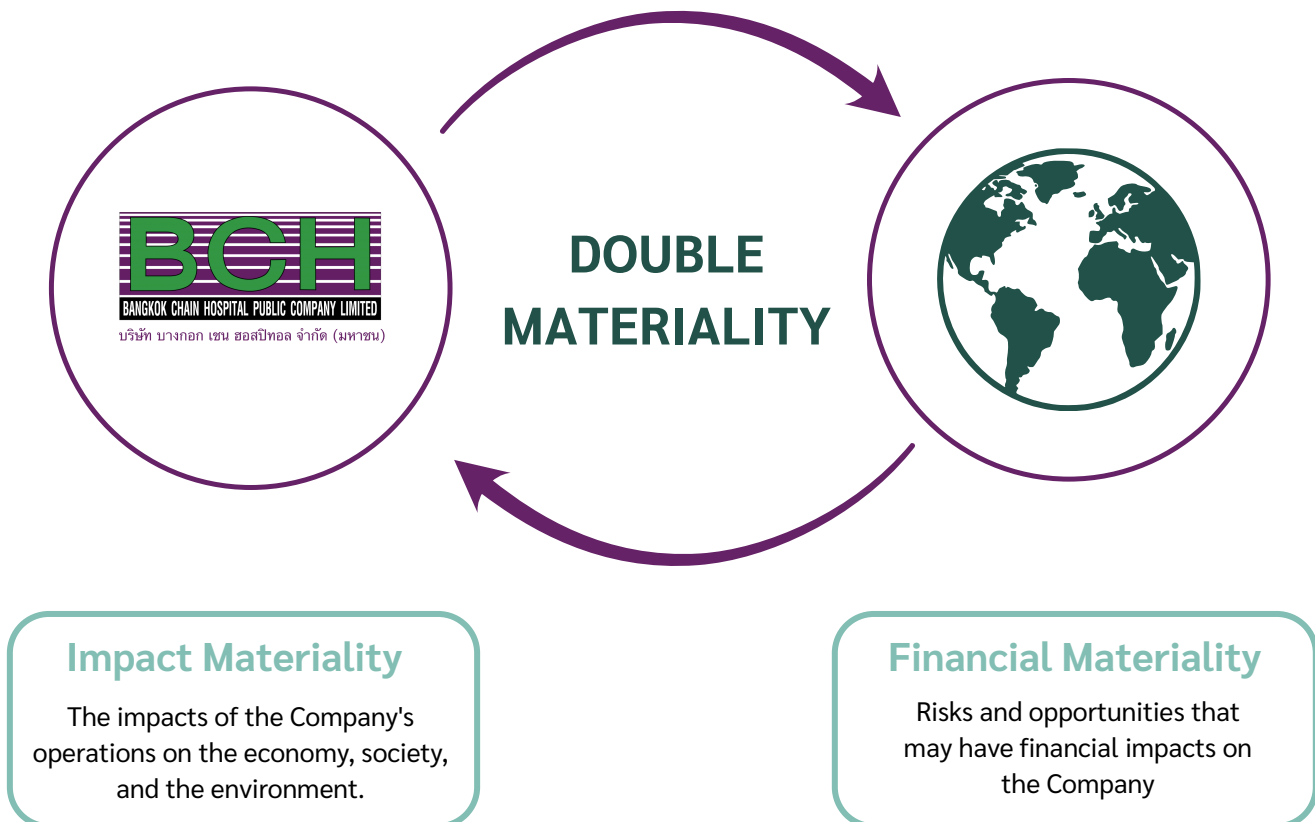 BCH
BANGKOK CHAIN HOSPITAL PUBLIC COMPANY LIMITED
บริษัท บางกอก เชน ฮอสปิทอล จำกัด (มหาชน)
DOUBLE
MATERIALITY
Impact Materiality
The impacts of the Company's
operations on the economy, society,
and the environment.
Financial Materiality
Risks and opportunities that
may have financial impacts on
the Company